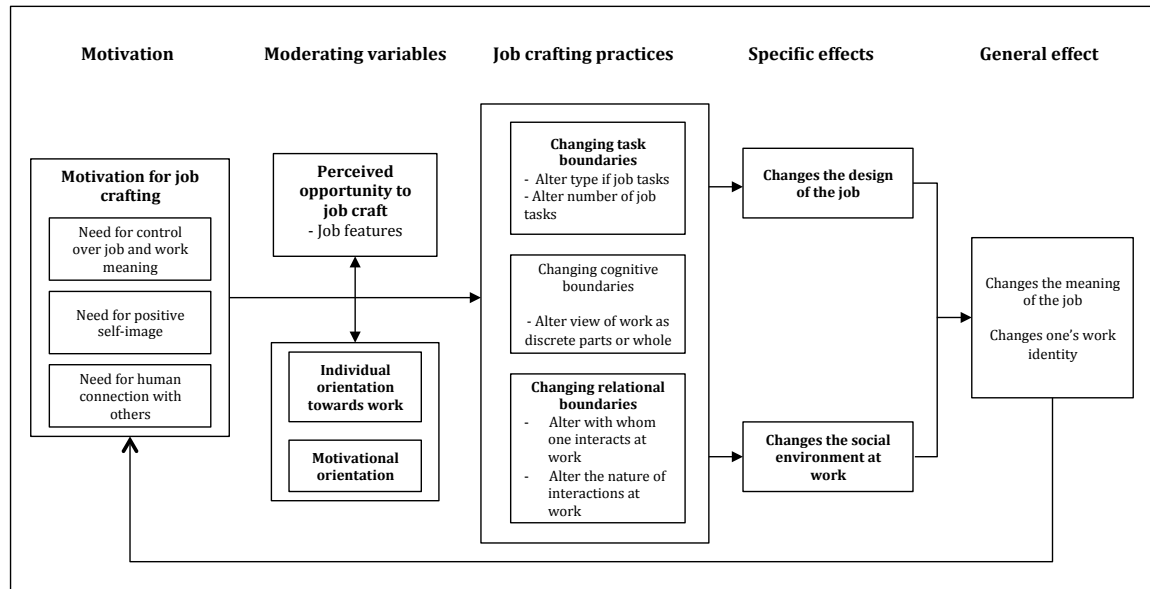 Motivation
Moderating variables
Job crafting practices
Specific effects
General effect
Motivation for job
crafting
Need for control
over job and work
meaning
Need for positive
self-image
Need for human
connection with
others
Perceived
opportunity to
job craft
- Job features
Individual
orientation
towards work
Motivational
orientation
Changing task
boundaries
- Alter type if job tasks
- Alter number of job
tasks
Changing cognitive
boundaries
- Alter view of work as
discrete parts or whole
Changing relational
boundaries
- Alter with whom
one interacts at
work
- Alter the nature of
interactions at
work
Changes the design
of the job
Changes the social
environment at
work
Changes the meaning
of the job
Changes one's work
identity